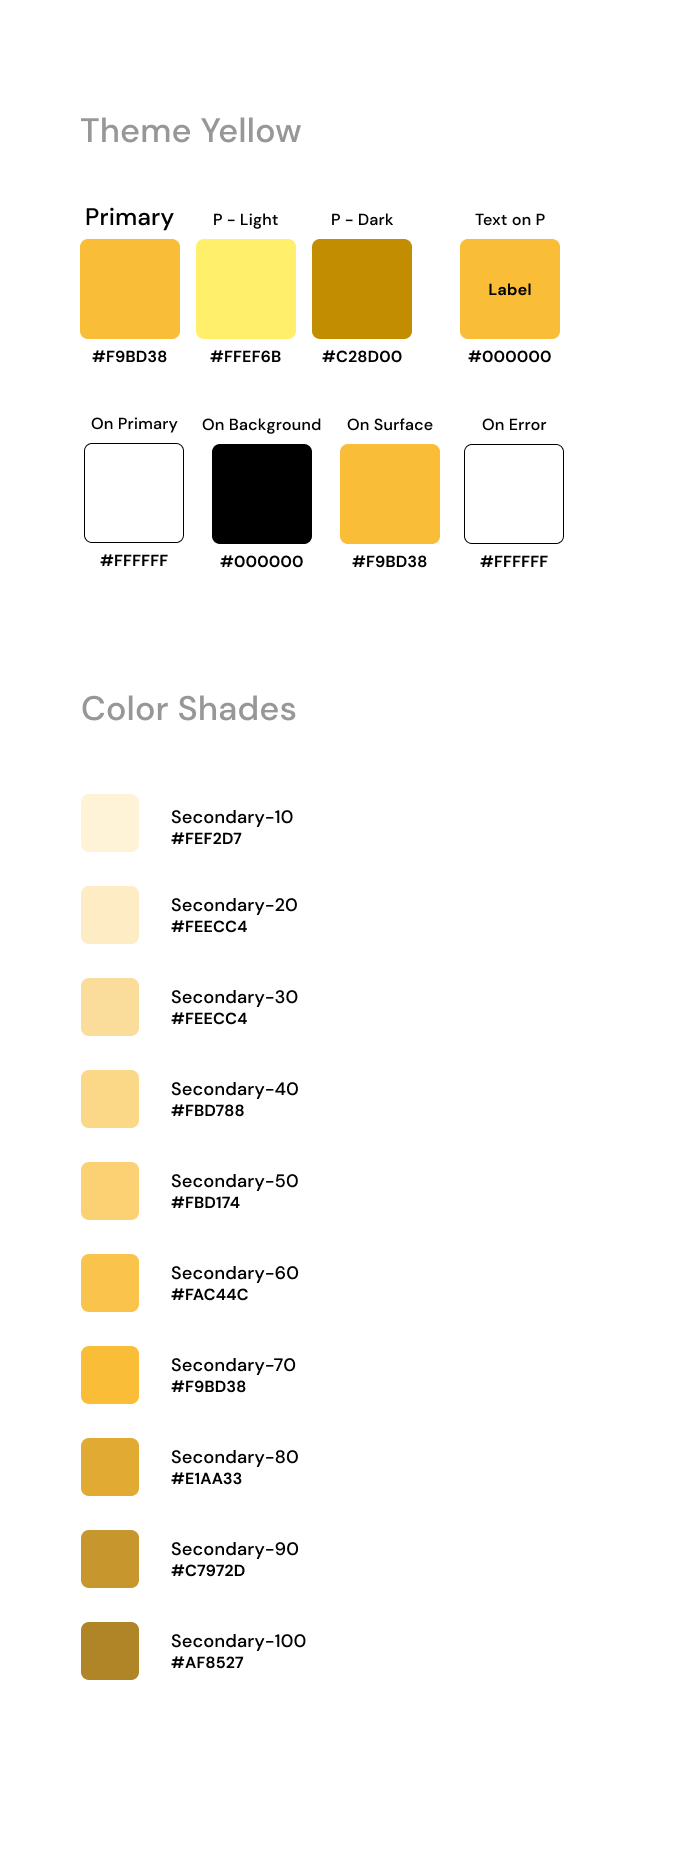 Theme Yellow
Primary
P - Light
P - Dark
Text on P
Label
#F9BD38
#FFEF6B
#C28D00
#000000
On Primary
On Background
On Surface
On Error
#FFFFFF
#000000
#F9BD38
#FFFFFF
Color Shades
Secondary-10
#FEF2D7
Secondary-20
#FEECC4
Secondary-30
#FEECC4
Secondary-40
#FBD788
Secondary-50
#FBD174
Secondary-60
#FAC44C
Secondary-70
#F9BD38
Secondary-80
#E1AA33
Secondary-90
#C7972D
Secondary-100
#AF8527